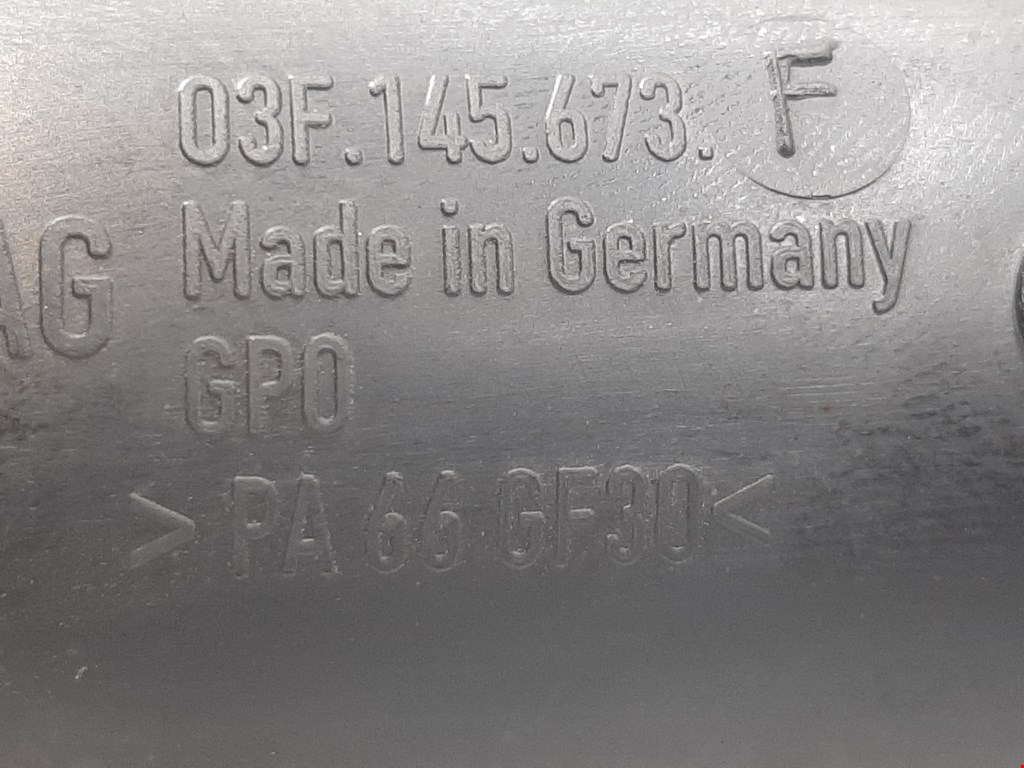 03F.145.673. F
AG
Made in Germany
GPO
> PA 66 GF30 <